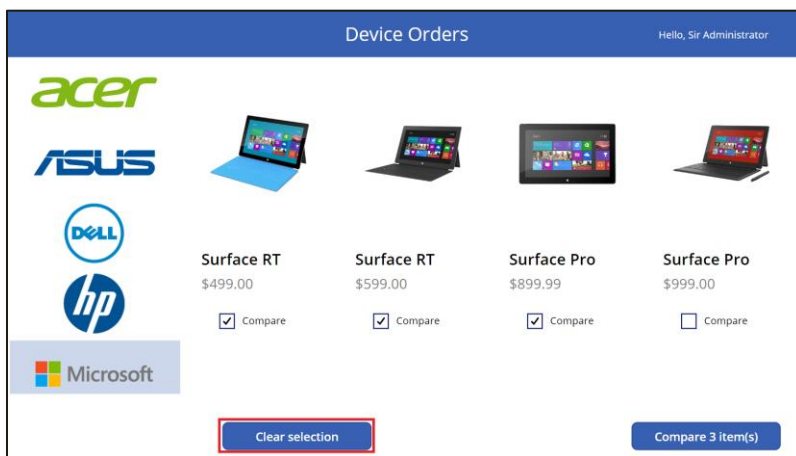 Device Orders
Hello, Sir Administrator
acer
ASUS
DELL
hp
Microsoft
Surface RT
$499.00
Compare
Surface RT
$599.00
Compare
Surface Pro
$899.99
Compare
Surface Pro
$999.00
Compare
Clear selection
Compare 3 item(s)